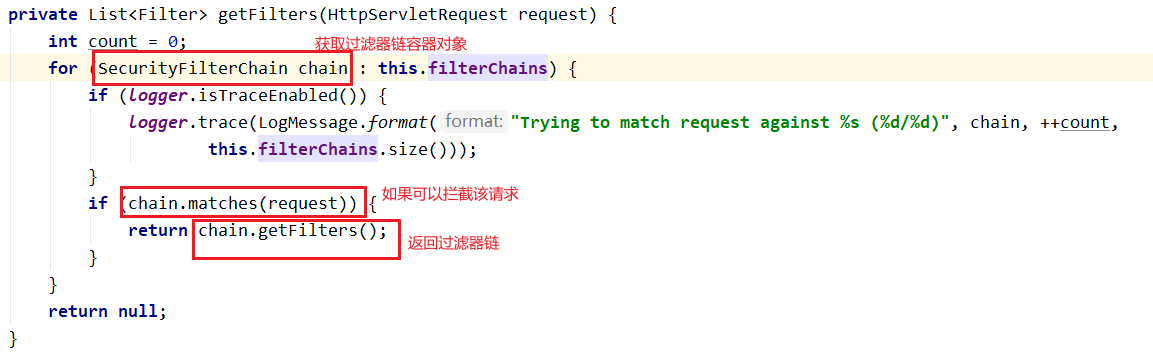 private List<Filter> getFilters(HttpServletRequest request) {
int count = 0;
获取过滤器链容器对象
for (SecurityFilterChain chain : this.filterChains) {
if (logger.isTraceEnabled()) {
logger.trace(LogMessage.format( format: "Trying to match request against %s (%d/%d)", chain, ++count,
this.filterChains.size()));
}
if (chain.matches(request)) {
如果可以拦截该请求
return chain.getFilters();
返回过滤器链
}
}
return null;
}